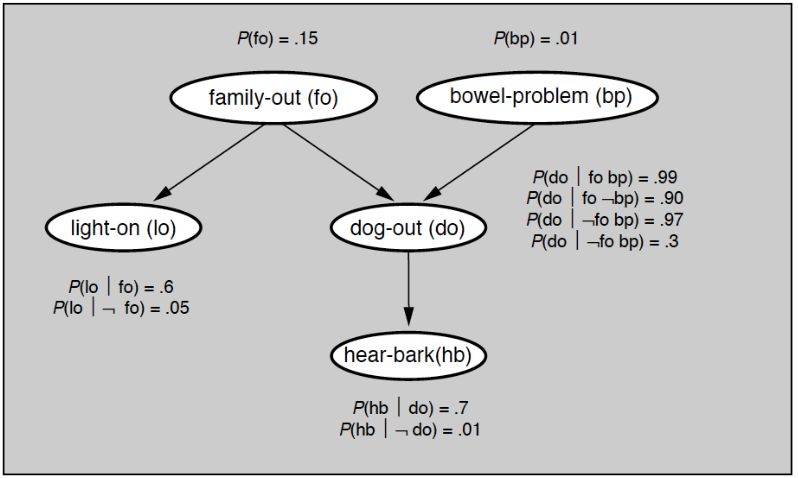 P(fo) = .15
P(bp) = .01
family-out (fo)
bowel-problem (bp)
P(do | fo bp) = .99
P(do | fo ¬bp) = .90
P(do | ¬fo bp) = .97
P(do | ¬fo bp) = .3
light-on (lo)
dog-out (do)
P(lo | fo) = .6
P(lo | ¬ fo) = .05
hear-bark(hb)
P(hb | do) = .7
P(hb | ¬ do) = .01